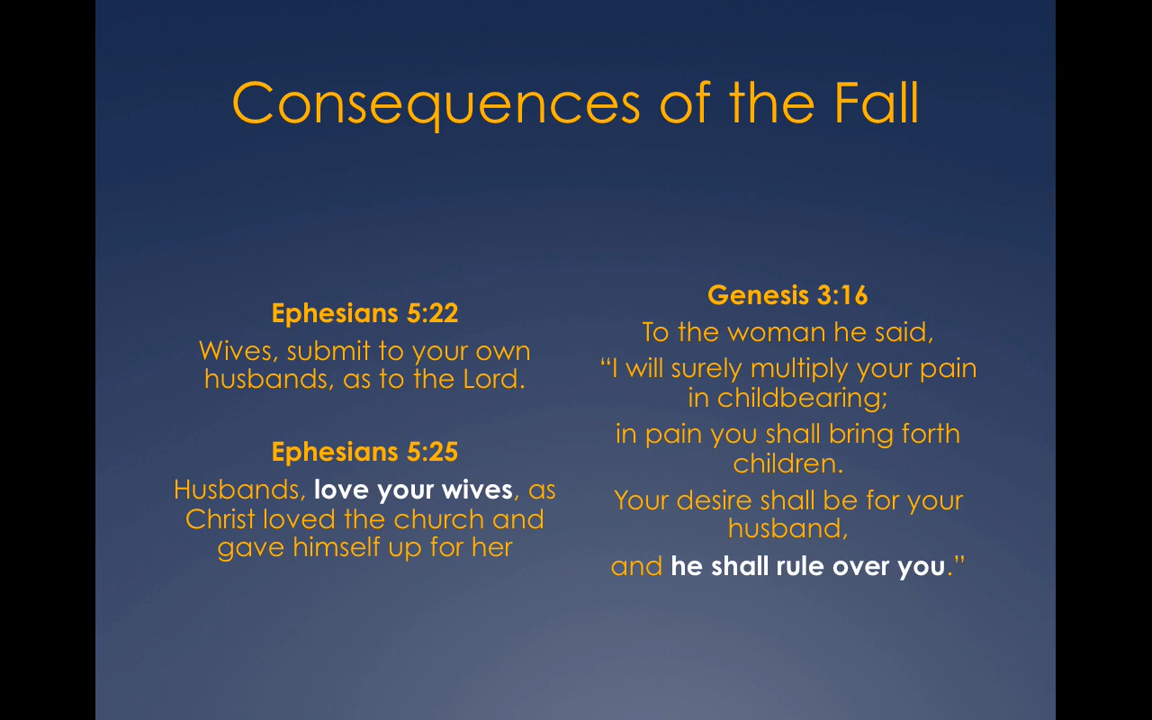 Consequences of the Fall
Ephesians 5:22
Wives, submit to your own
husbands, as to the Lord.
Ephesians 5:25
Husbands, love your wives, as
Christ loved the church and
gave himself up for her
Genesis 3:16
To the woman he said,
“I will surely multiply your pain
in childbearing;
in pain you shall bring forth
children.
Your desire shall be for your
husband,
and he shall rule over you.”